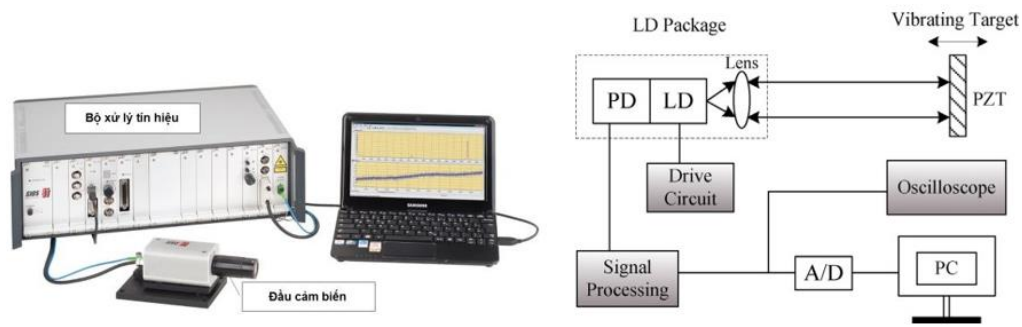 Bộ xử lý tín hiệu
SIOS
SAMSUNG
Đầu cảm biến
LD Package
Vibrating Target
Lens
PD
LD
PZT
Drive
Circuit
Oscilloscope
Signal
Processing
A/D
PC